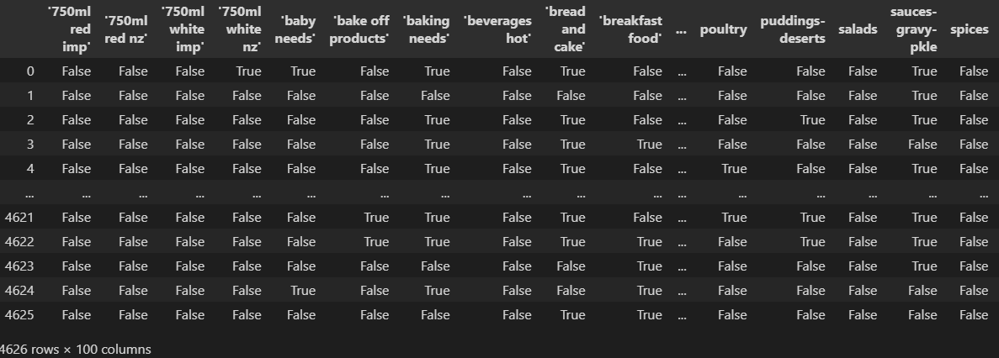 '750ml red imp' '750ml red nz' '750ml white imp' '750ml white nz' 'baby needs' 'bake off products' 'baking needs' 'beverages hot' 'bread and cake' 'breakfast food' ... poultry puddings-deserts salads sauces-gravy-pkle spices
0 False False False True True False True False True False ... False False False True False
1 False False False False False False False False False False ... False False False True False
2 False False False False False False True False True False ... False True False True False
3 False False False False False False True False True True ... False False False False False
4 False False False False False False True False True False ... True False False True False
... ... ... ... ... ... ... ... ... ... ... ... ... ... ... ... ...
4621 False False False False False True True False True False ... True True False True False
4622 False False False False False True True False True True ... False True False True False
4623 False False False False False False False False False True ... False False False True False
4624 False False False False True False True False False True ... False False False False False
4625 False False False False False False False False True True ... False False False False False
4626 rows × 100 columns